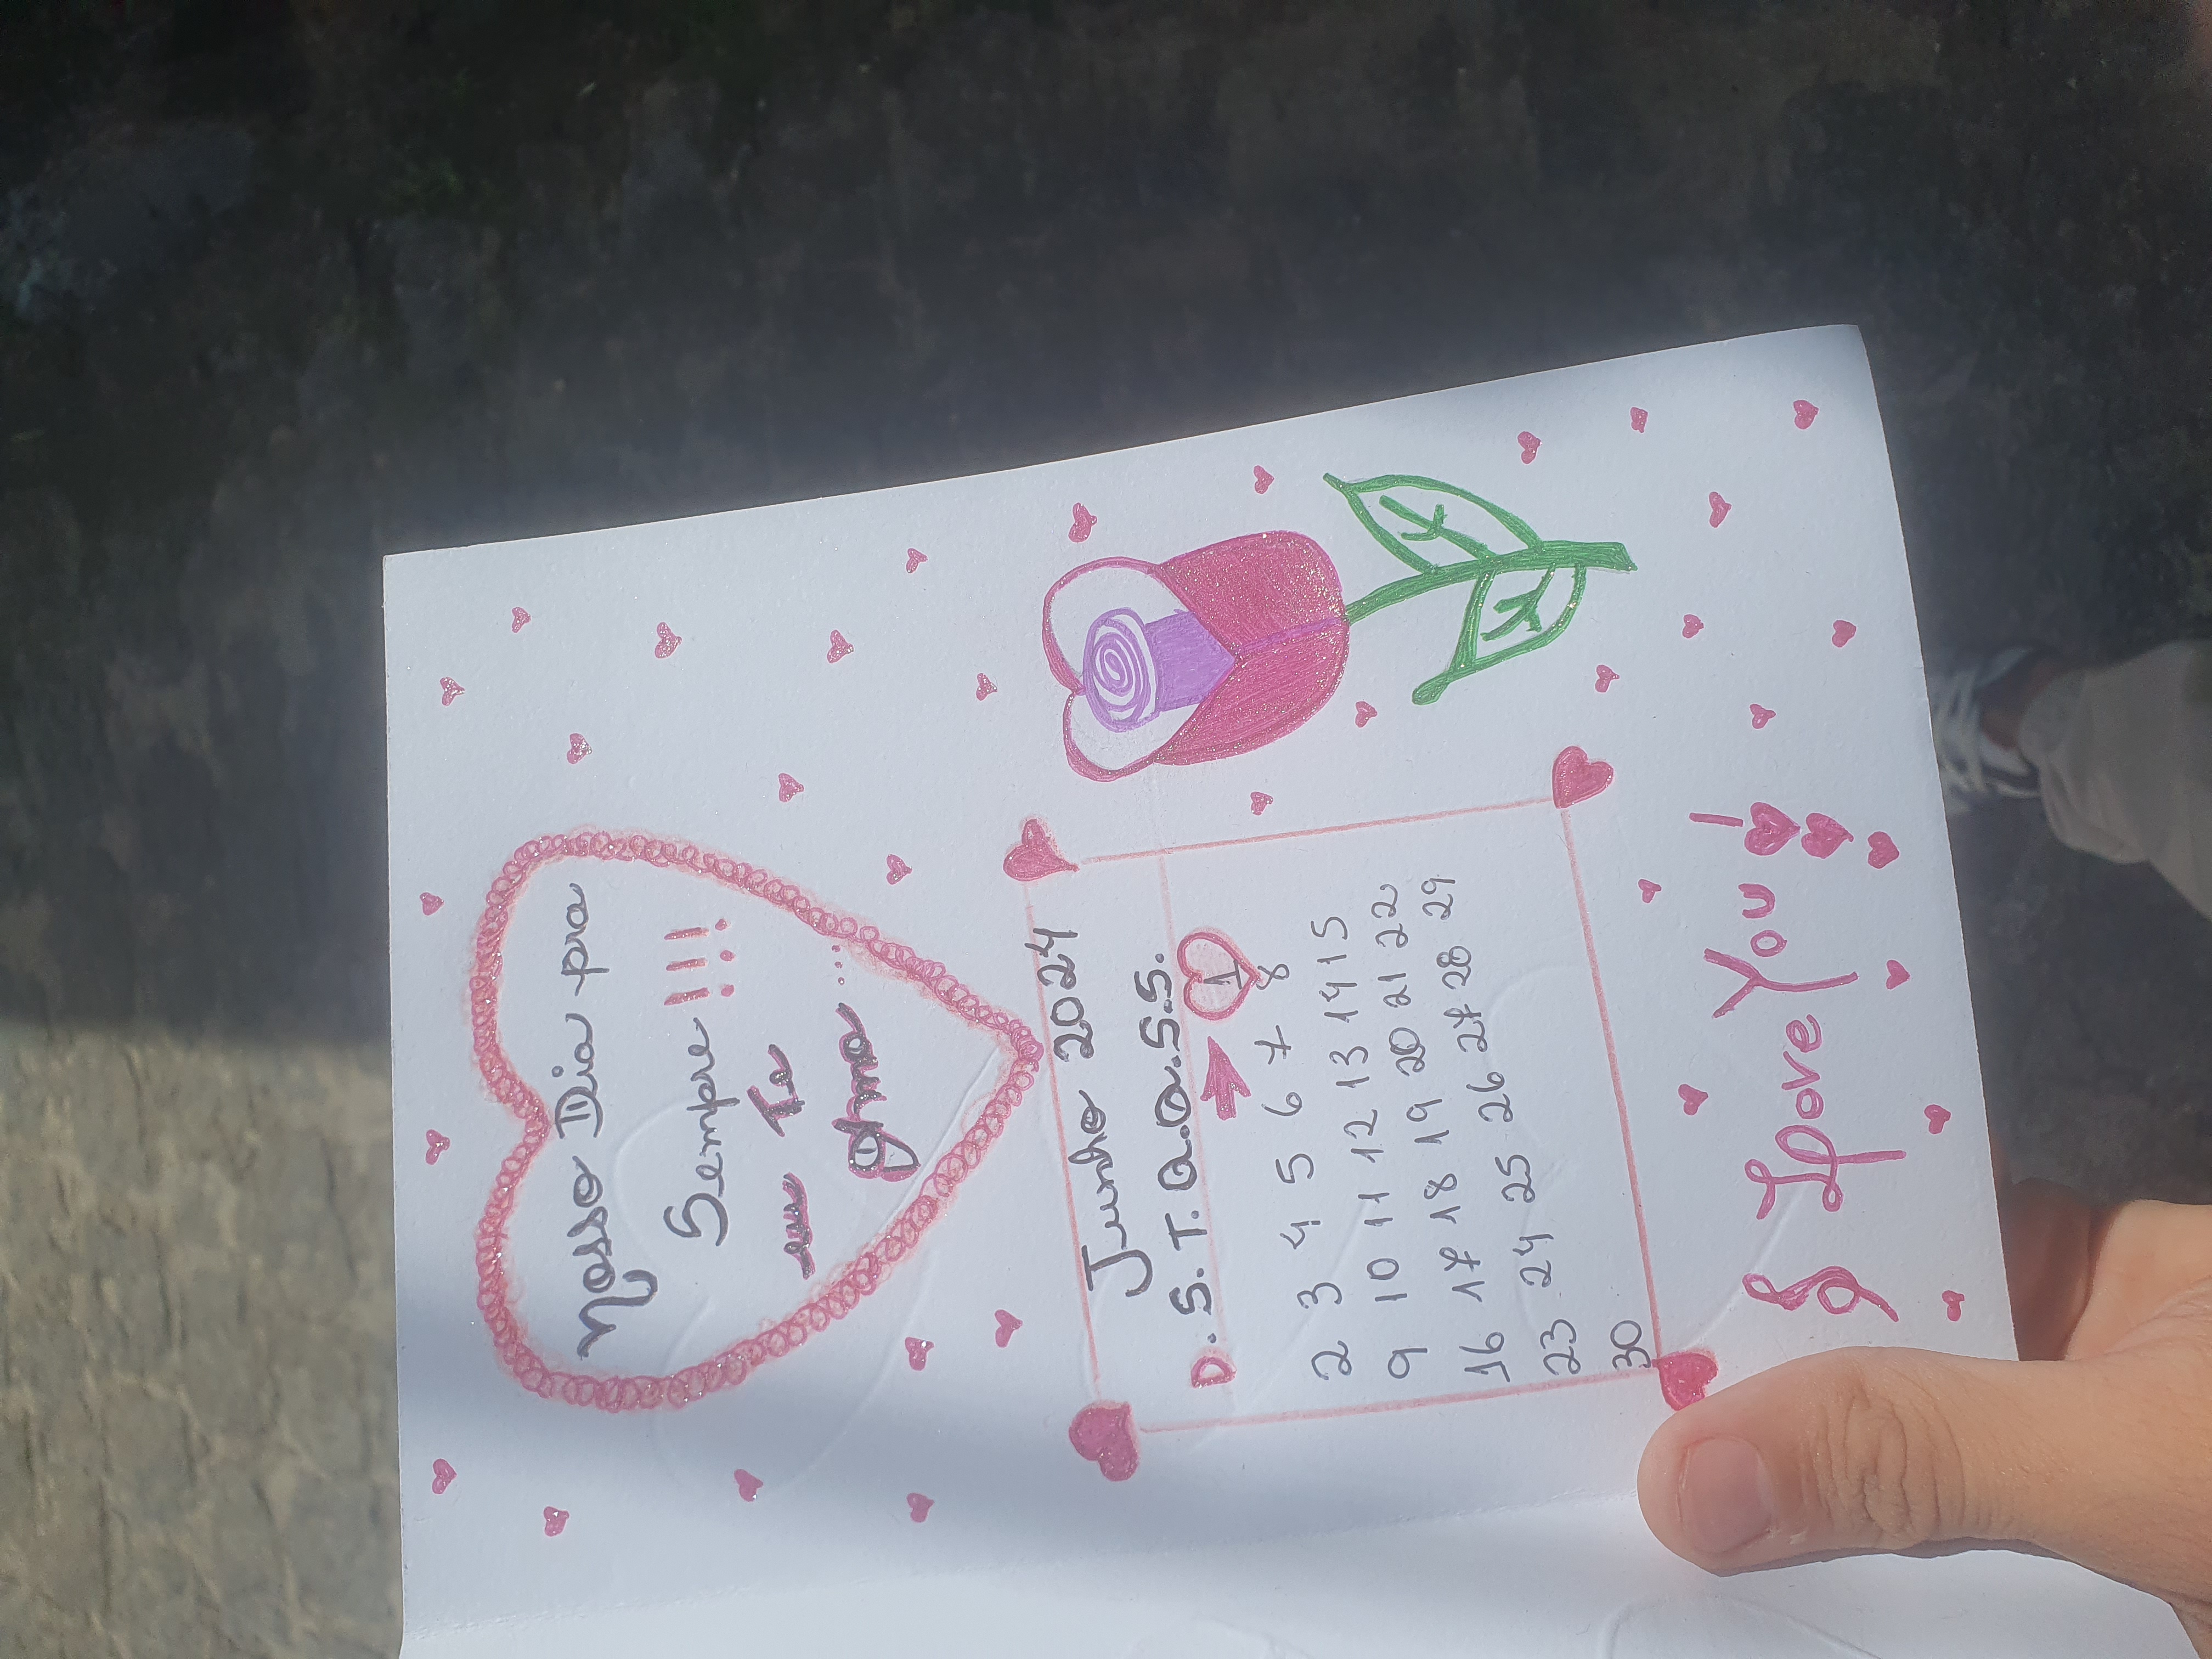 Nosso Dia pra
Sempre!!!
eu Te
Amo...
Junho 2024
D. S. T. Q. Q. S. S.
1
2 3 4 5 6 7 8
9 10 11 12 13 14 15
16 17 18 19 20 21 22
23 24 25 26 27 28 29
30
I Love You!